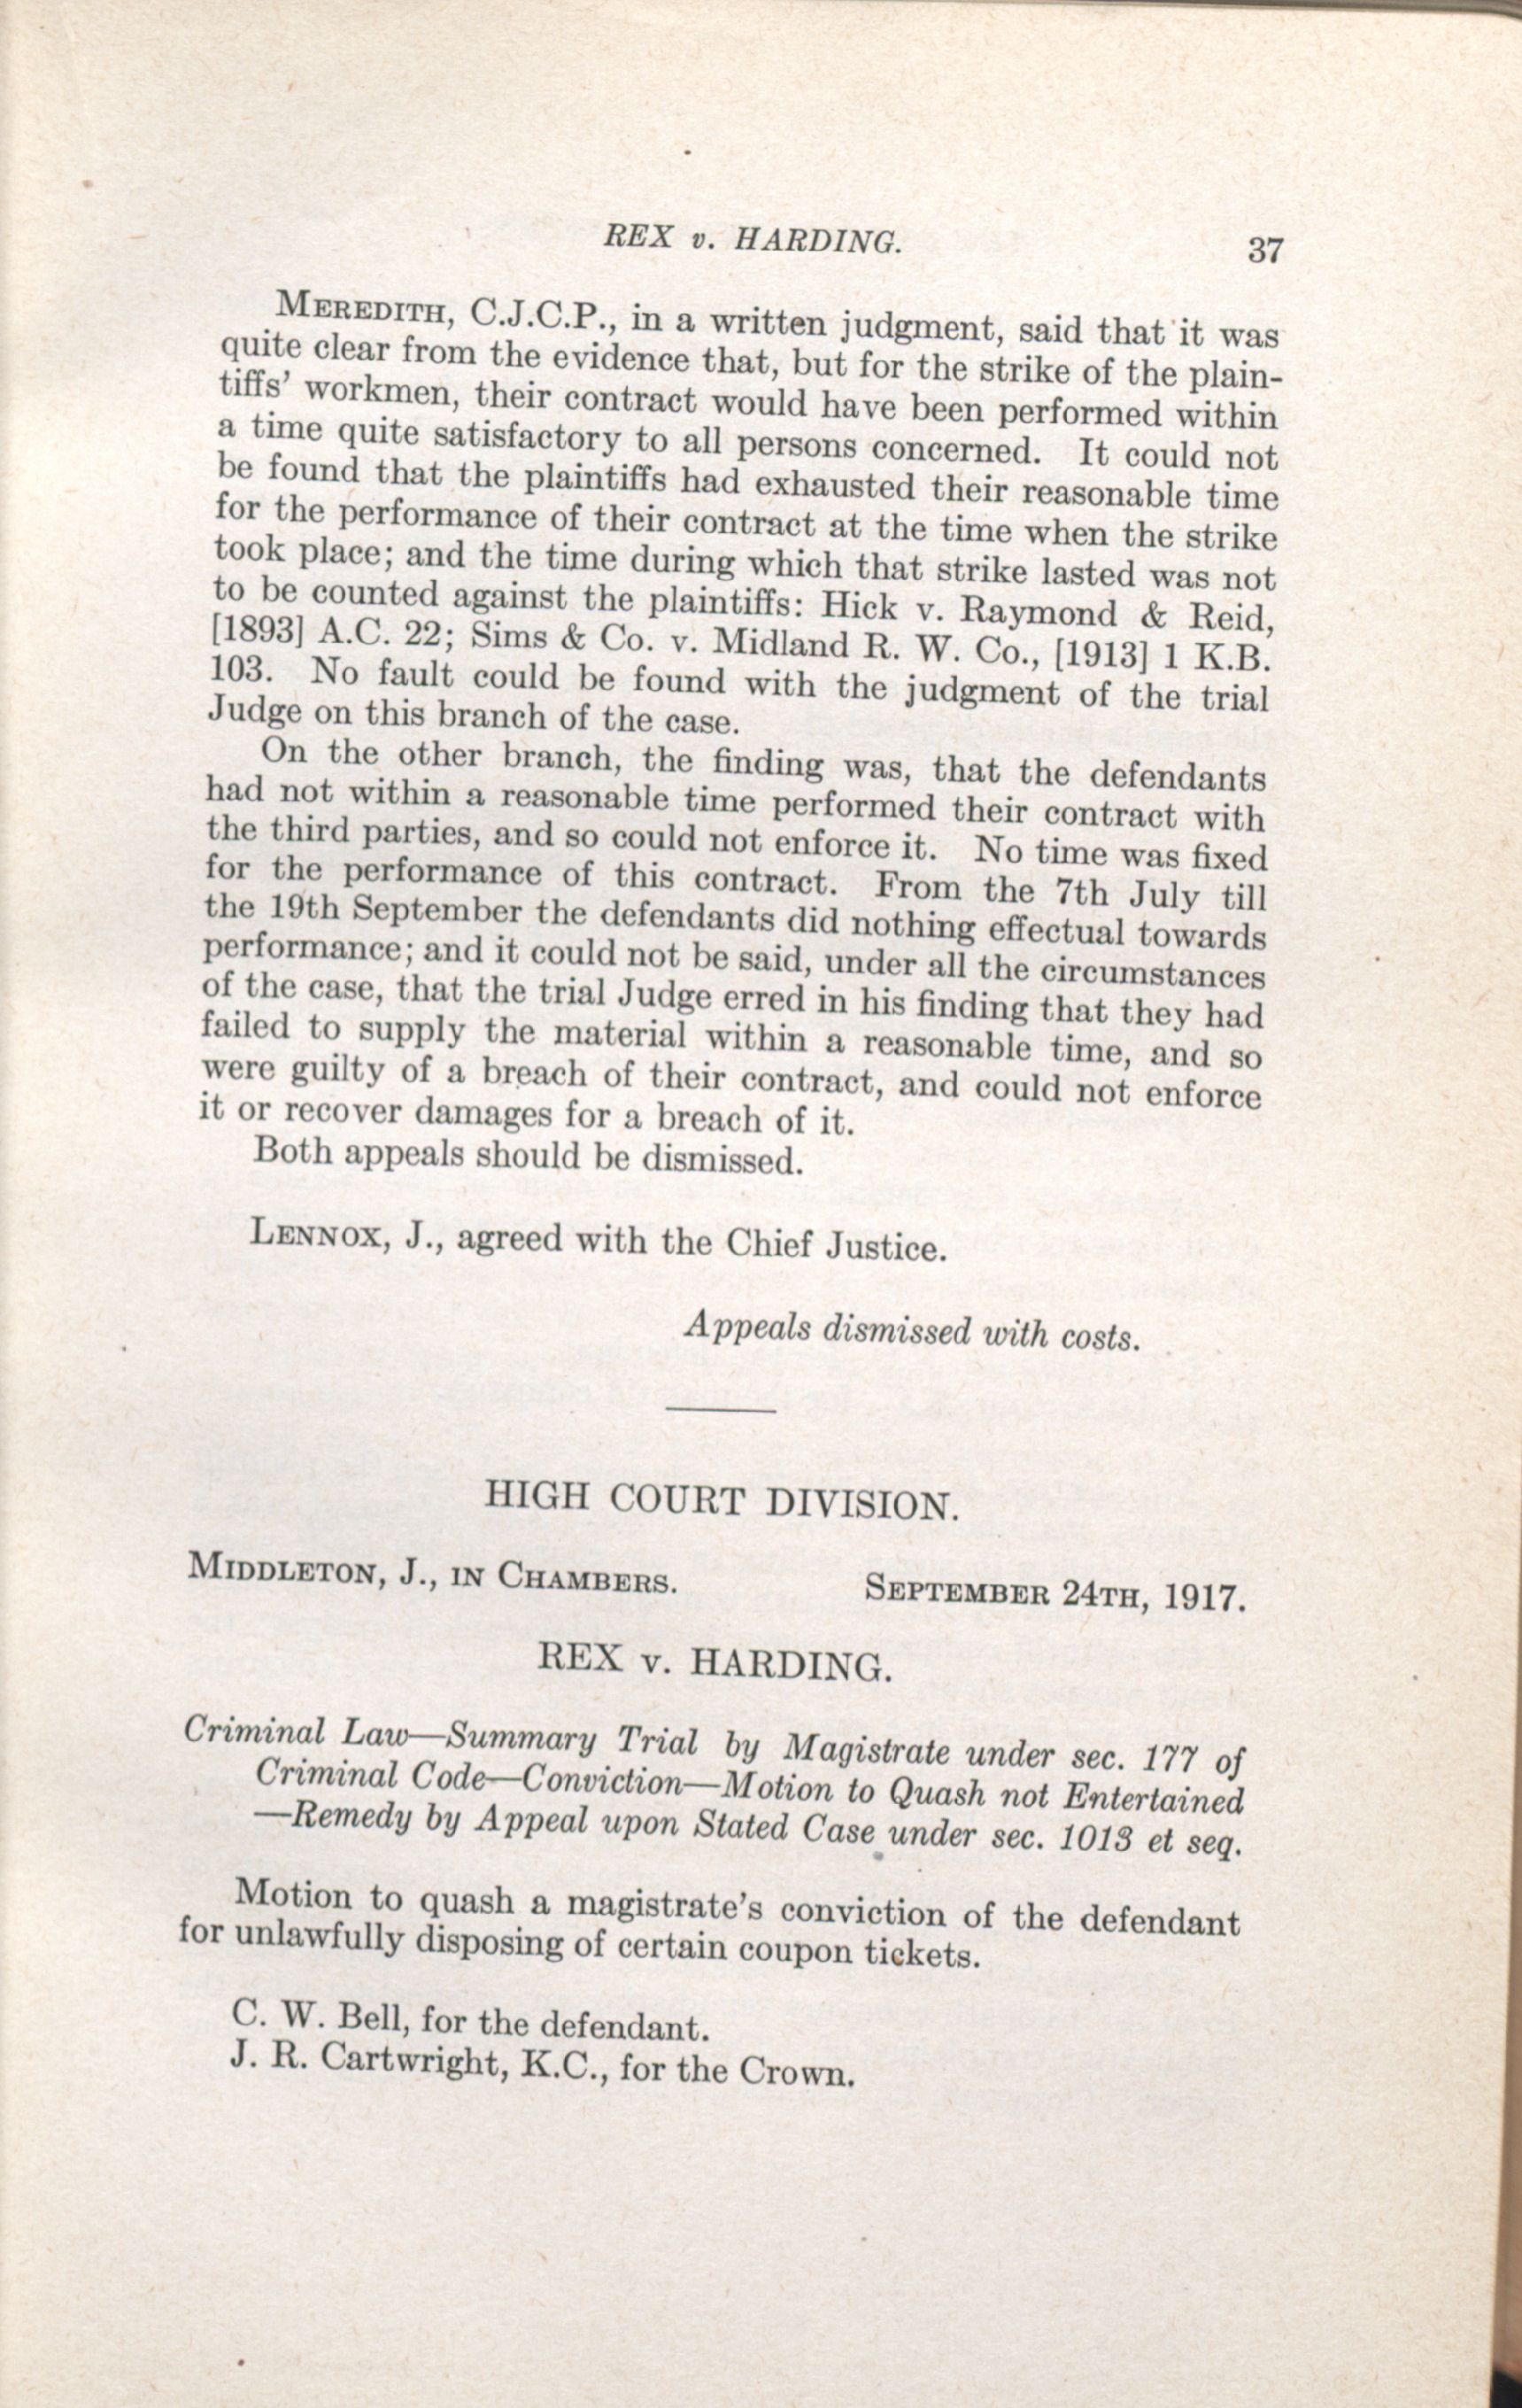 REX v. HARDING. 37
MEREDITH, C.J.C.P., in a written judgment, said that it was
quite clear from the evidence that, but for the strike of the plain-
tiffs' workmen, their contract would have been performed within
a time quite satisfactory to all persons concerned. It could not
be found that the plaintiffs had exhausted their reasonable time
for the performance of their contract at the time when the strike
took place; and the time during which that strike lasted was not
to be counted against the plaintiffs: Hick v. Raymond & Reid,
[1893] A.C. 22; Sims & Co. v. Midland R. W. Co., [1913] 1 K.B.
103. No fault could be found with the judgment of the trial
Judge on this branch of the case.
On the other branch, the finding was, that the defendants
had not within a reasonable time performed their contract with
the third parties, and so could not enforce it. No time was fixed
for the performance of this contract. From the 7th July till
the 19th September the defendants did nothing effectual towards
performance; and it could not be said, under all the circumstances
of the case, that the trial Judge erred in his finding that they had
failed to supply the material within a reasonable time, and so
were guilty of a breach of their contract, and could not enforce
it or recover damages for a breach of it.
Both appeals should be dismissed.
LENNOX, J., agreed with the Chief Justice.
Appeals dismissed with costs.
HIGH COURT DIVISION.
MIDDLETON, J., IN CHAMBERS. SEPTEMBER 24TH, 1917.
REX v. HARDING.
Criminal Law—Summary Trial by Magistrate under sec. 177 of
Criminal Code—Conviction—Motion to Quash not Entertained
—Remedy by Appeal upon Stated Case under sec. 1013 et seq.
Motion to quash a magistrate's conviction of the defendant
for unlawfully disposing of certain coupon tickets.
C. W. Bell, for the defendant.
J. R. Cartwright, K.C., for the Crown.